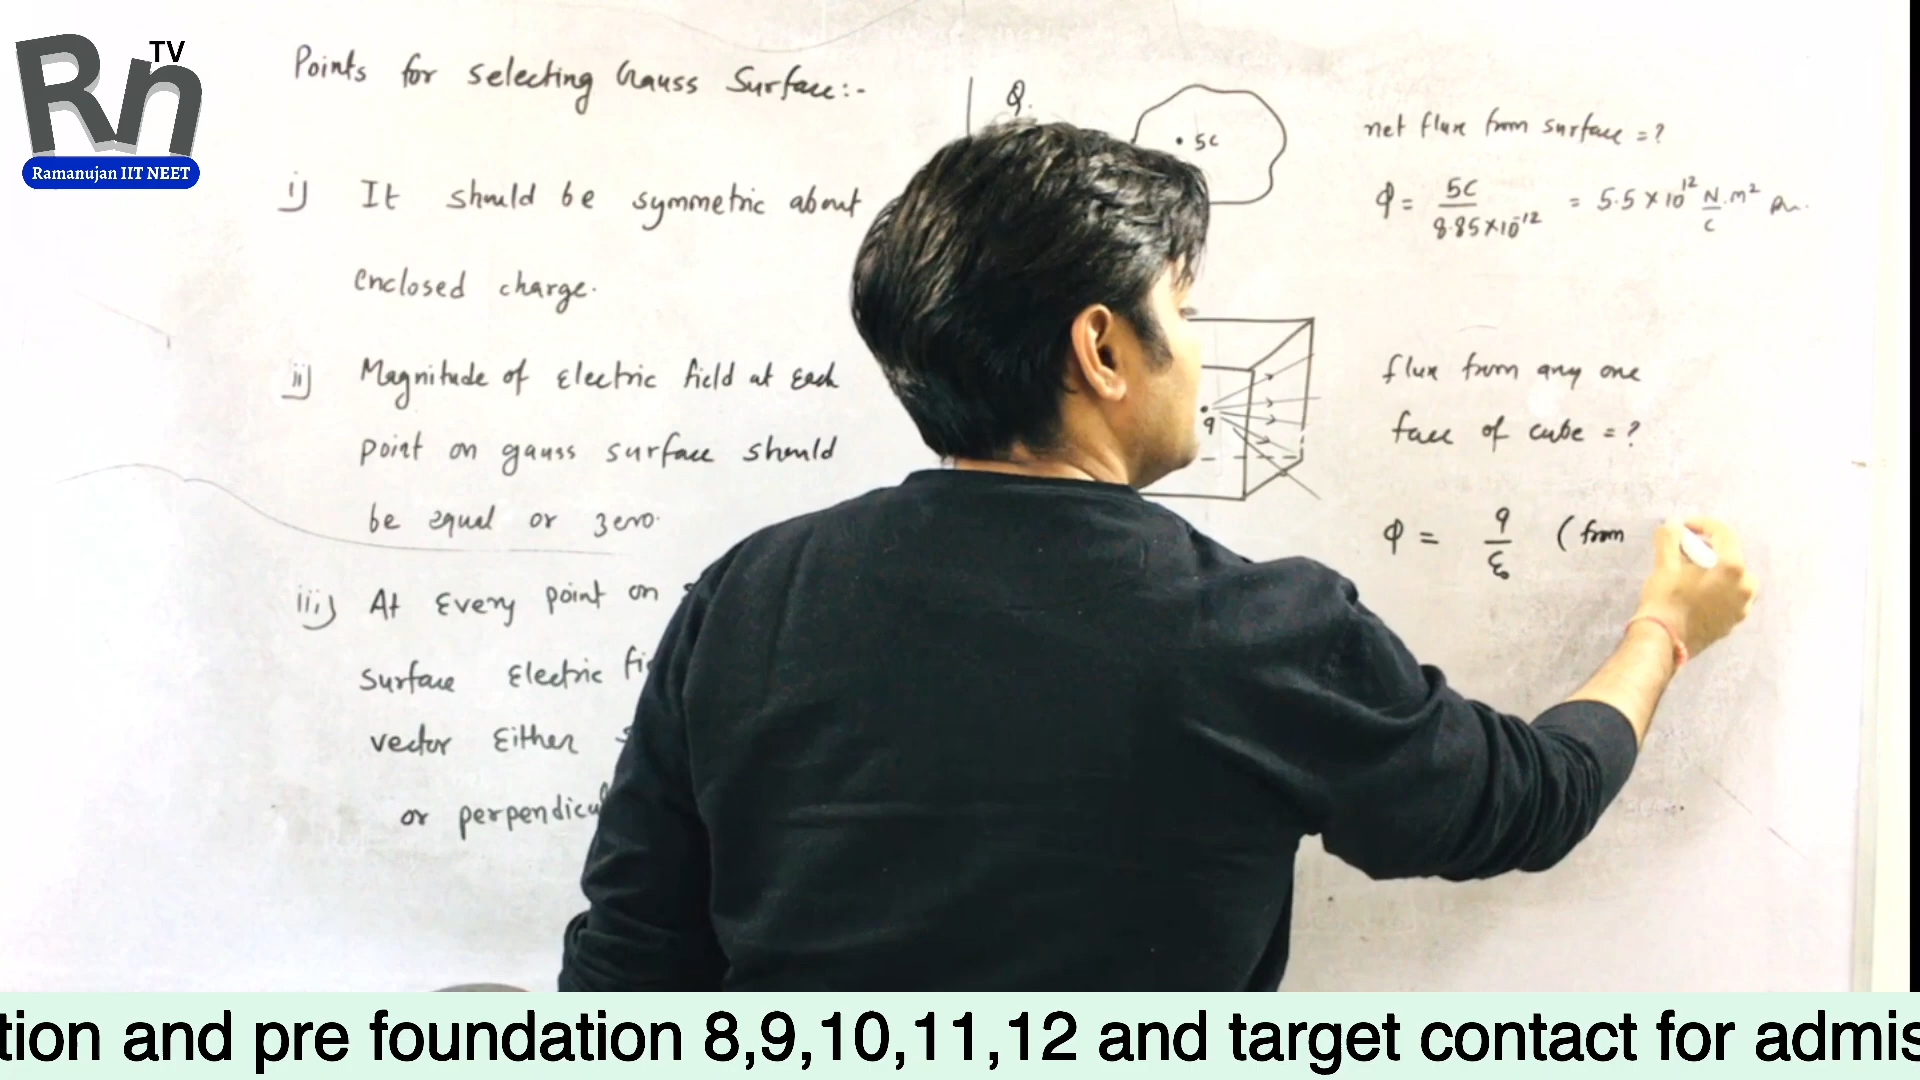 Rn TV
Ramanujan IIT NEET
Points for selecting Gauss Surface:-
i) It should be symmetric about
enclosed charge.
ii) Magnitude of Electric field at Each
point on gauss surface should
be equal or zero.
iii) At Every point on
surface Electric
vector Either
or
Q.
• 5C
q
net flux from surface = ?
φ = 5C / 8.85×10⁻¹² = 5.5 × 10¹² N/C . m²
flux from any one
face of cube = ?
φ = q / ε₀ (from
tion and pre foundation 8,9,10,11,12 and target contact for admis